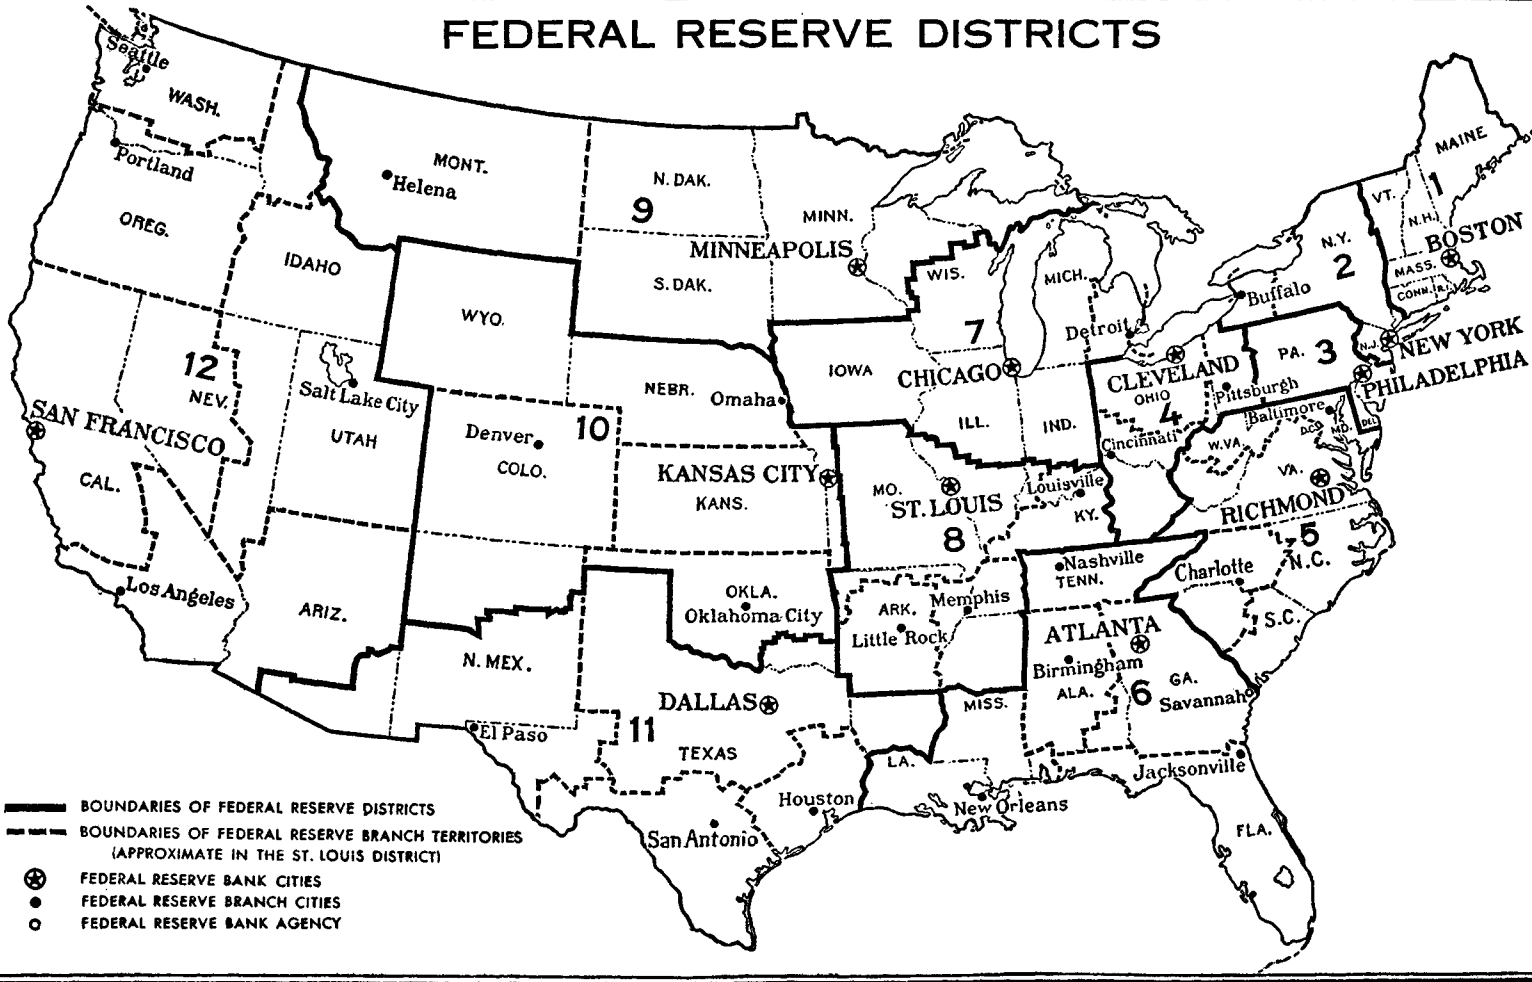 FEDERAL RESERVE DISTRICTS
Seattle
WASH.
Portland
OREG.
MONT.
Helena
IDAHO
N. DAK.
9
MINN.
MINNEAPOLIS
S. DAK.
WYO.
WIS.
MICH.
7
Detroit
MAINE
VT.
1
N.H.
BOSTON
N.Y.
2
MASS.
CONN.
R.I.
Buffalo
NEW YORK
N.J.
PA.
3
PHILADELPHIA
CLEVELAND
OHIO
4
Pittsburgh
Cincinnati
Baltimore
W.VA.
D.C.
MD.
DEL.
VA.
RICHMOND
5
N.C.
Charlotte
S.C.
12
NEV.
Salt Lake City
UTAH
SAN FRANCISCO
CAL.
Los Angeles
ARIZ.
NEBR.
Omaha
IOWA
CHICAGO
ILL.
IND.
Denver
10
COLO.
KANSAS CITY
KANS.
MO.
ST. LOUIS
8
Louisville
KY.
Nashville
TENN.
OKLA.
Oklahoma City
ARK.
Memphis
Little Rock
ATLANTA
Birmingham
ALA.
6
GA.
Savannah
N. MEX.
El Paso
DALLAS
11
TEXAS
MISS.
LA.
Jacksonville
Houston
New Orleans
San Antonio
FLA.
BOUNDARIES OF FEDERAL RESERVE DISTRICTS
BOUNDARIES OF FEDERAL RESERVE BRANCH TERRITORIES
(APPROXIMATE IN THE ST. LOUIS DISTRICT)
FEDERAL RESERVE BANK CITIES
FEDERAL RESERVE BRANCH CITIES
FEDERAL RESERVE BANK AGENCY